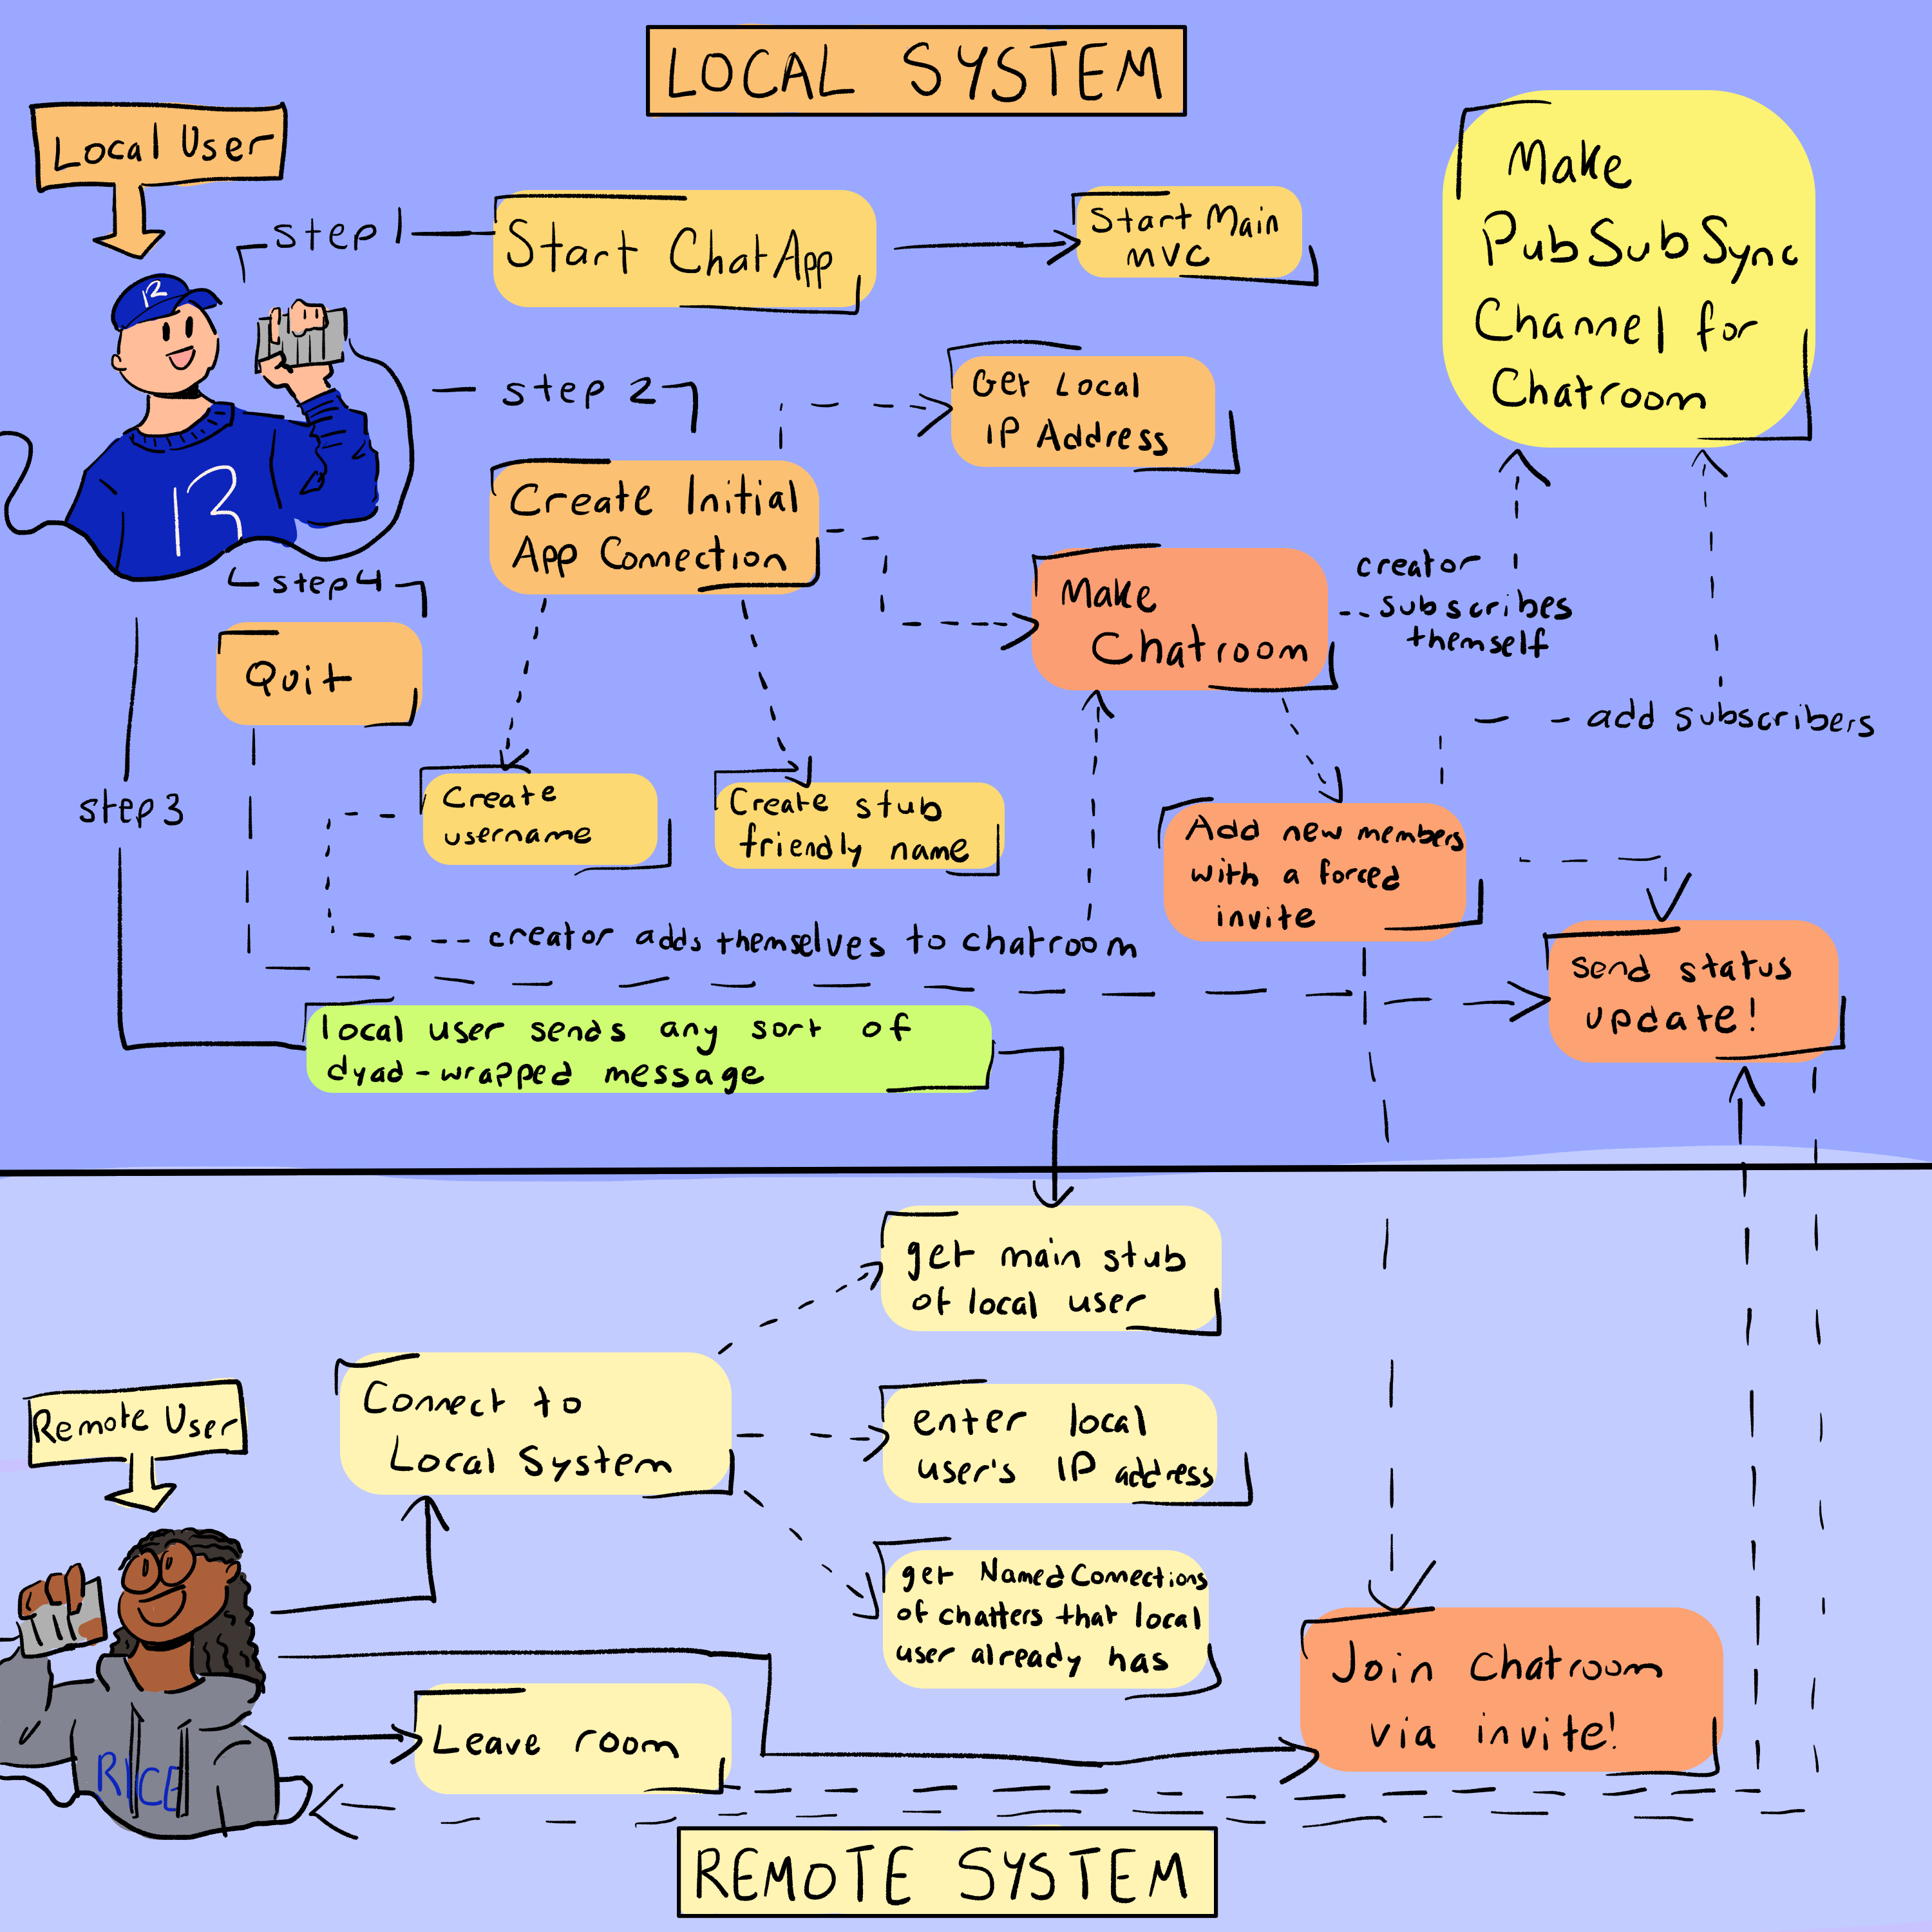 LOCAL SYSTEM
Local User
step 1
Start ChatApp
Start Main
MVC
Make
PubSubSync
Channel for
Chatroom
R
R
step 2
Get Local
IP Address
Create Initial
App Connection
Make
Chatroom
creator
subscribes
themself
step 4
Quit
add subscribers
step 3
Create
username
Create stub
friendly name
Add new members
with a forced
invite
creator adds themselves to chatroom
send status
update!
local user sends any sort of
dyad-wrapped message
get main stub
of local user
Remote User
Connect to
Local System
enter local
user's IP address
get NamedConnections
of chatters that local
user already has
Join chatroom
via invite!
Leave room
RICE
REMOTE SYSTEM